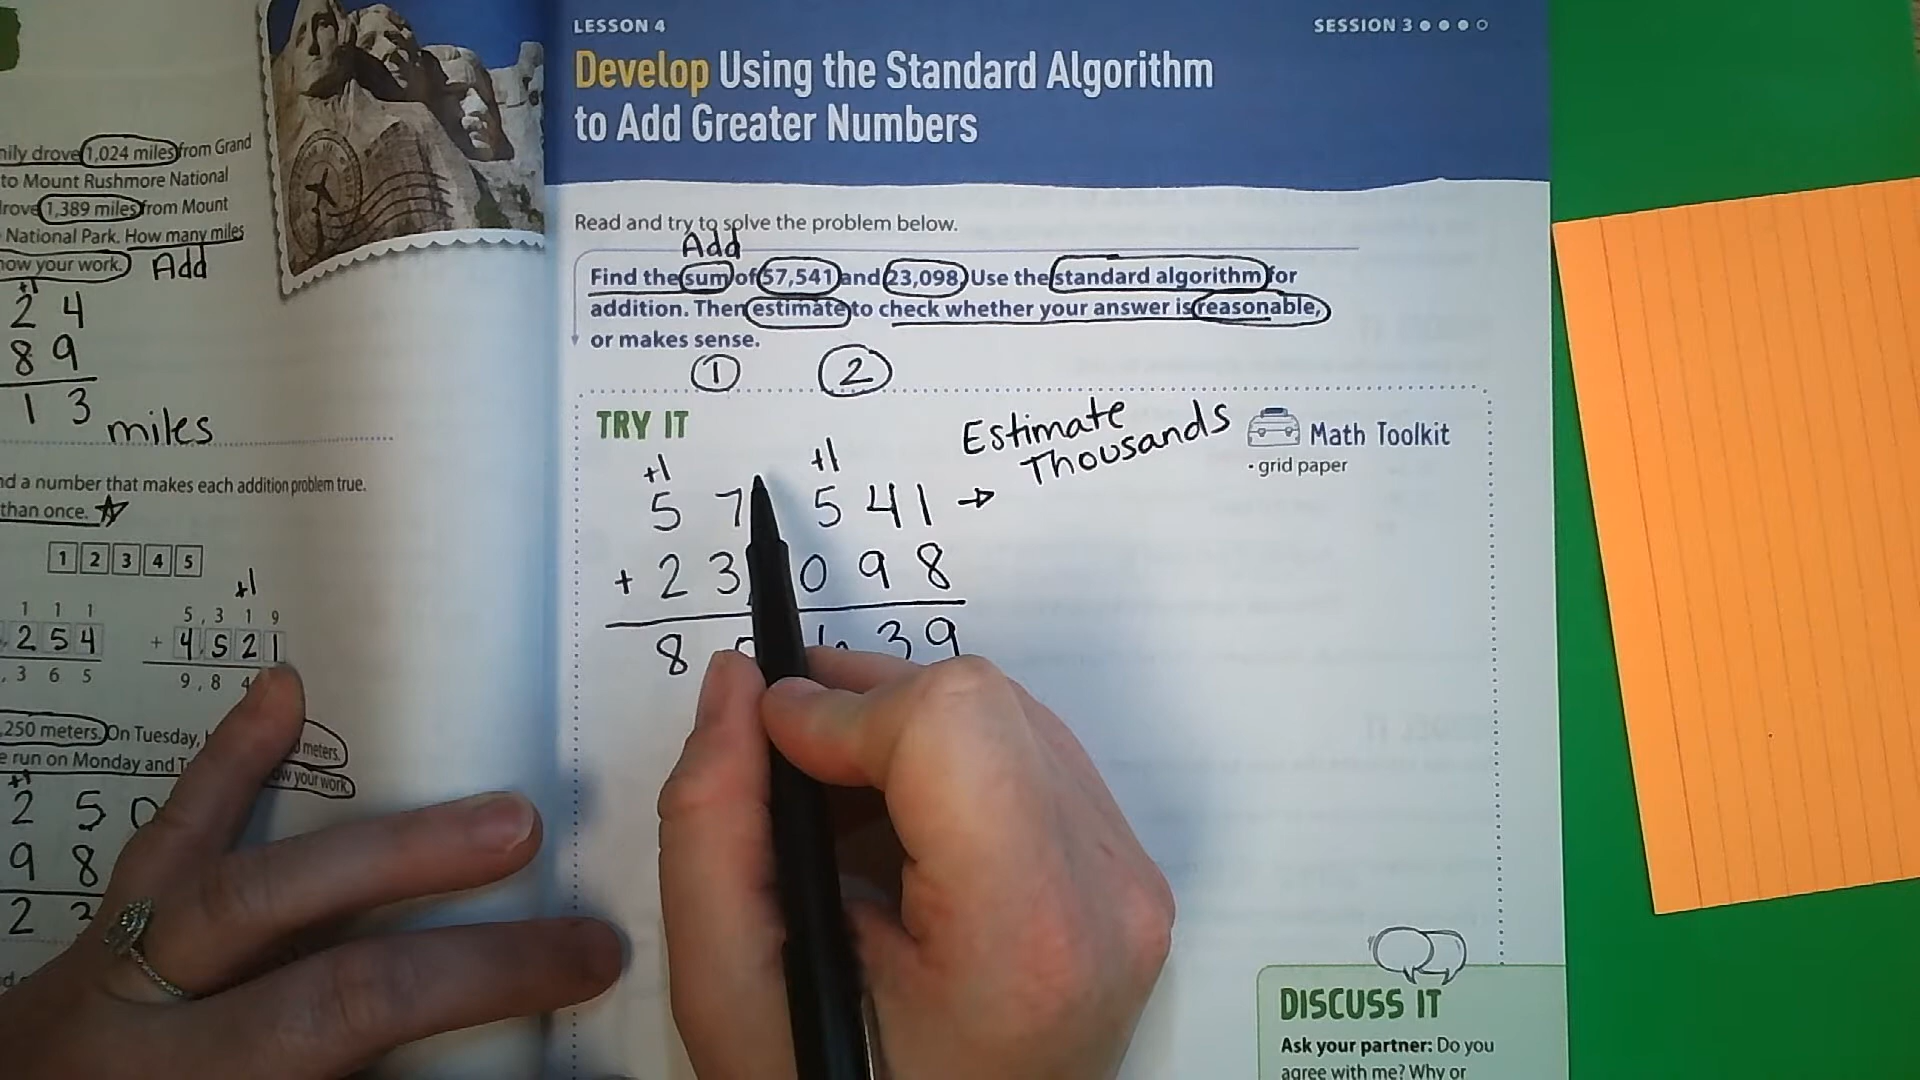 nily drove 1,024 miles from Grand
to Mount Rushmore National
drove 1,389 miles from Mount
National Park. How many miles
how your work. Add
+1
2 4
8 9
1 3 miles
nd a number that makes each addition problem true.
than once.
1 2 3 4 5
1 1 1
254
, 3 6 5
+1
5,319
+ 4,521
9,84
,250 meters. On Tuesday,
0 meters.
e run on Monday and T
ow your work.
+1
2 5 0
9 8
2 2
LESSON 4
SESSION 3
Develop Using the Standard Algorithm
to Add Greater Numbers
Read and try to solve the problem below.
Add
Find the sum of 57,541 and 23,098. Use the standard algorithm for
addition. Then estimate to check whether your answer is reasonable,
or makes sense.
1 2
TRY IT
Estimate
Thousands
Math Toolkit
• grid paper
+1 +1
5 7 5 4 1 →
+ 2 3, 0 9 8
8 3 9
DISCUSS IT
Ask your partner: Do you
agree with me? Why or